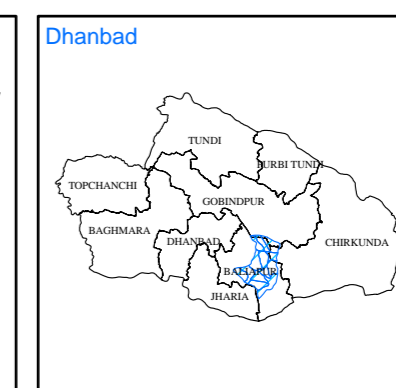 Dhanbad
TUNDI
PURBI TUNDI
TOPCHANCHI
GOBINDPUR
BAGHMARA
DHANBAD
CHIRKUNDA
BALIAPUR
JHARIA